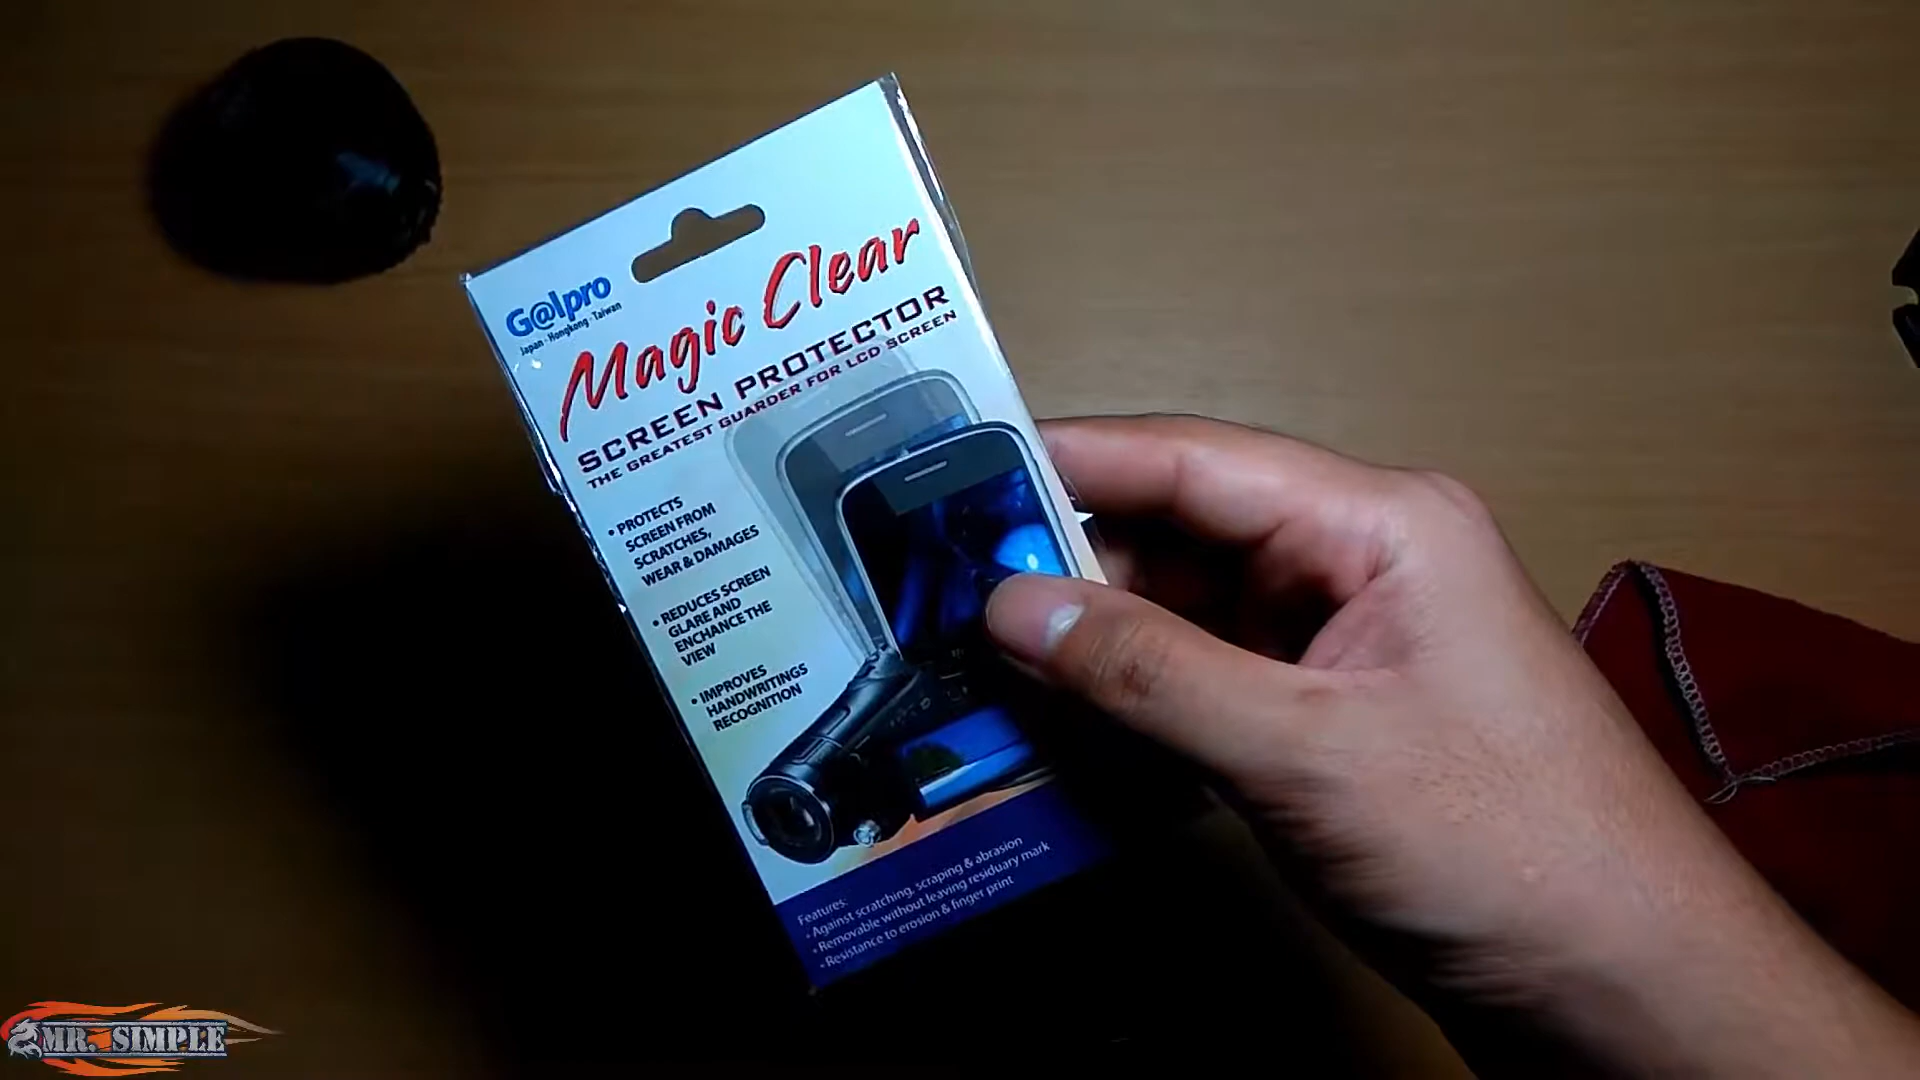 G@lpro
Japan · Hongkong · Taiwan
Magic Clear
SCREEN PROTECTOR
THE GREATEST GUARDER FOR LCD SCREEN
• PROTECTS
SCREEN FROM
SCRATCHES,
WEAR & DAMAGES
• REDUCES SCREEN
GLARE AND
ENCHANCE THE
VIEW
• IMPROVES
HANDWRITINGS
RECOGNITION
Features:
• Against scratching, scraping & abrasion
• Removable without leaving residuary mark
• Resistance to erosion & finger print
MR. SIMPLE